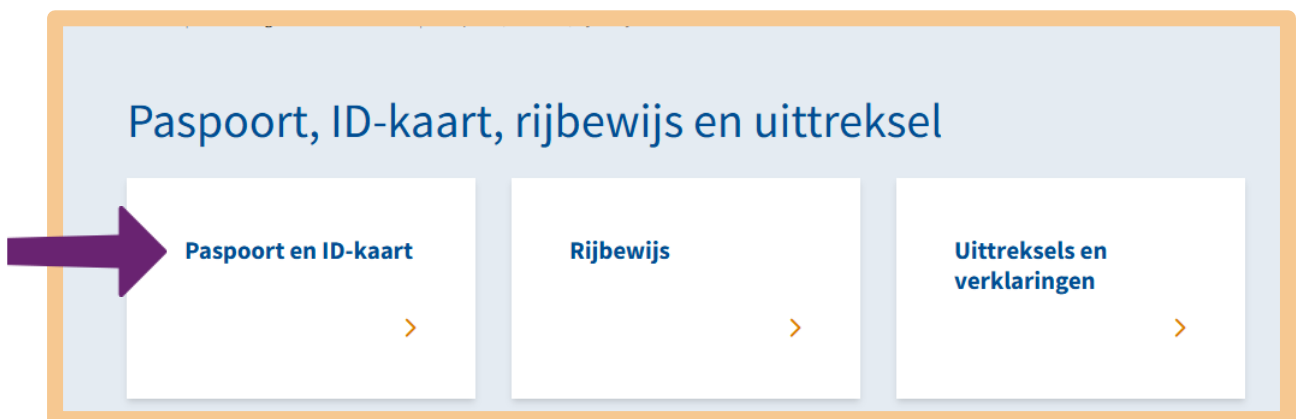 Paspoort, ID-kaart, rijbewijs en uittreksel
Paspoort en ID-kaart
Rijbewijs
Uittreksels en
verklaringen